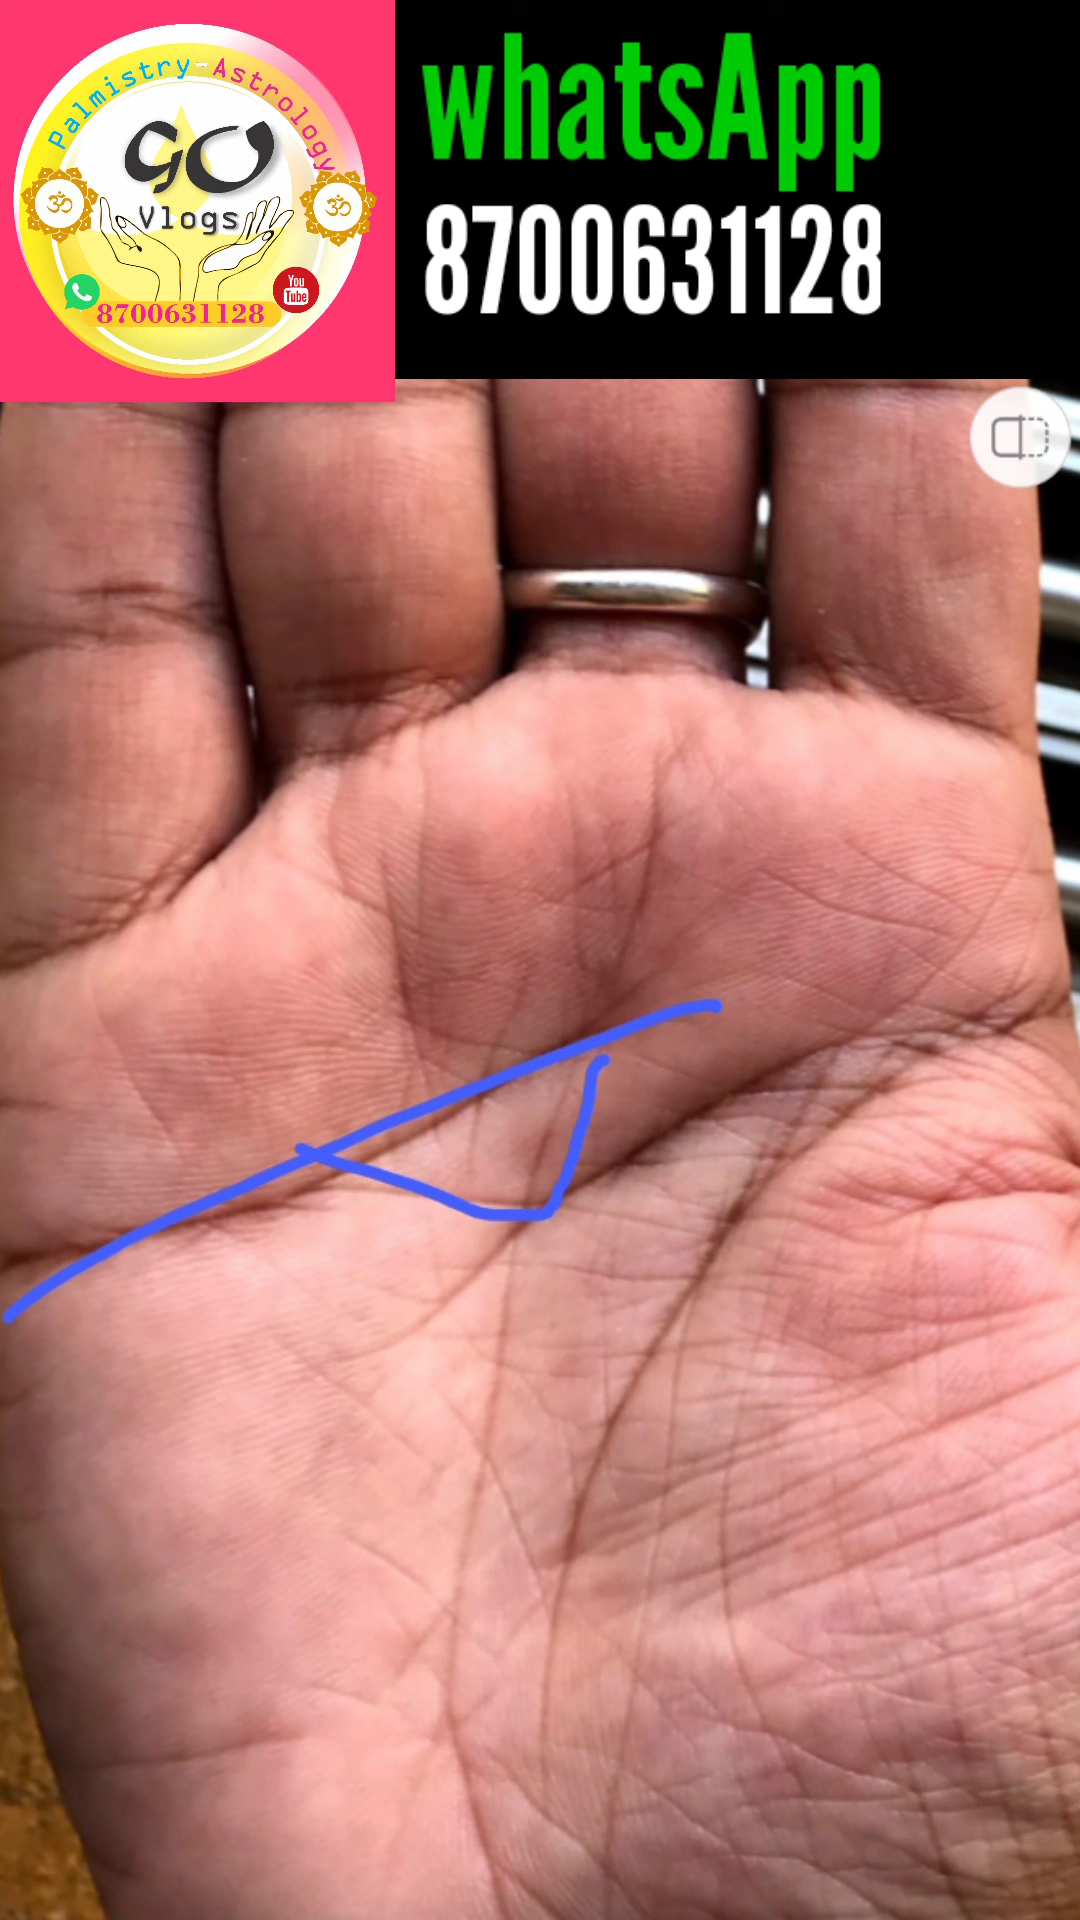 Palmistry-Astrology
GO
Vlogs
ॐ
ॐ
You
Tube
8700631128
whatsApp
8700631128